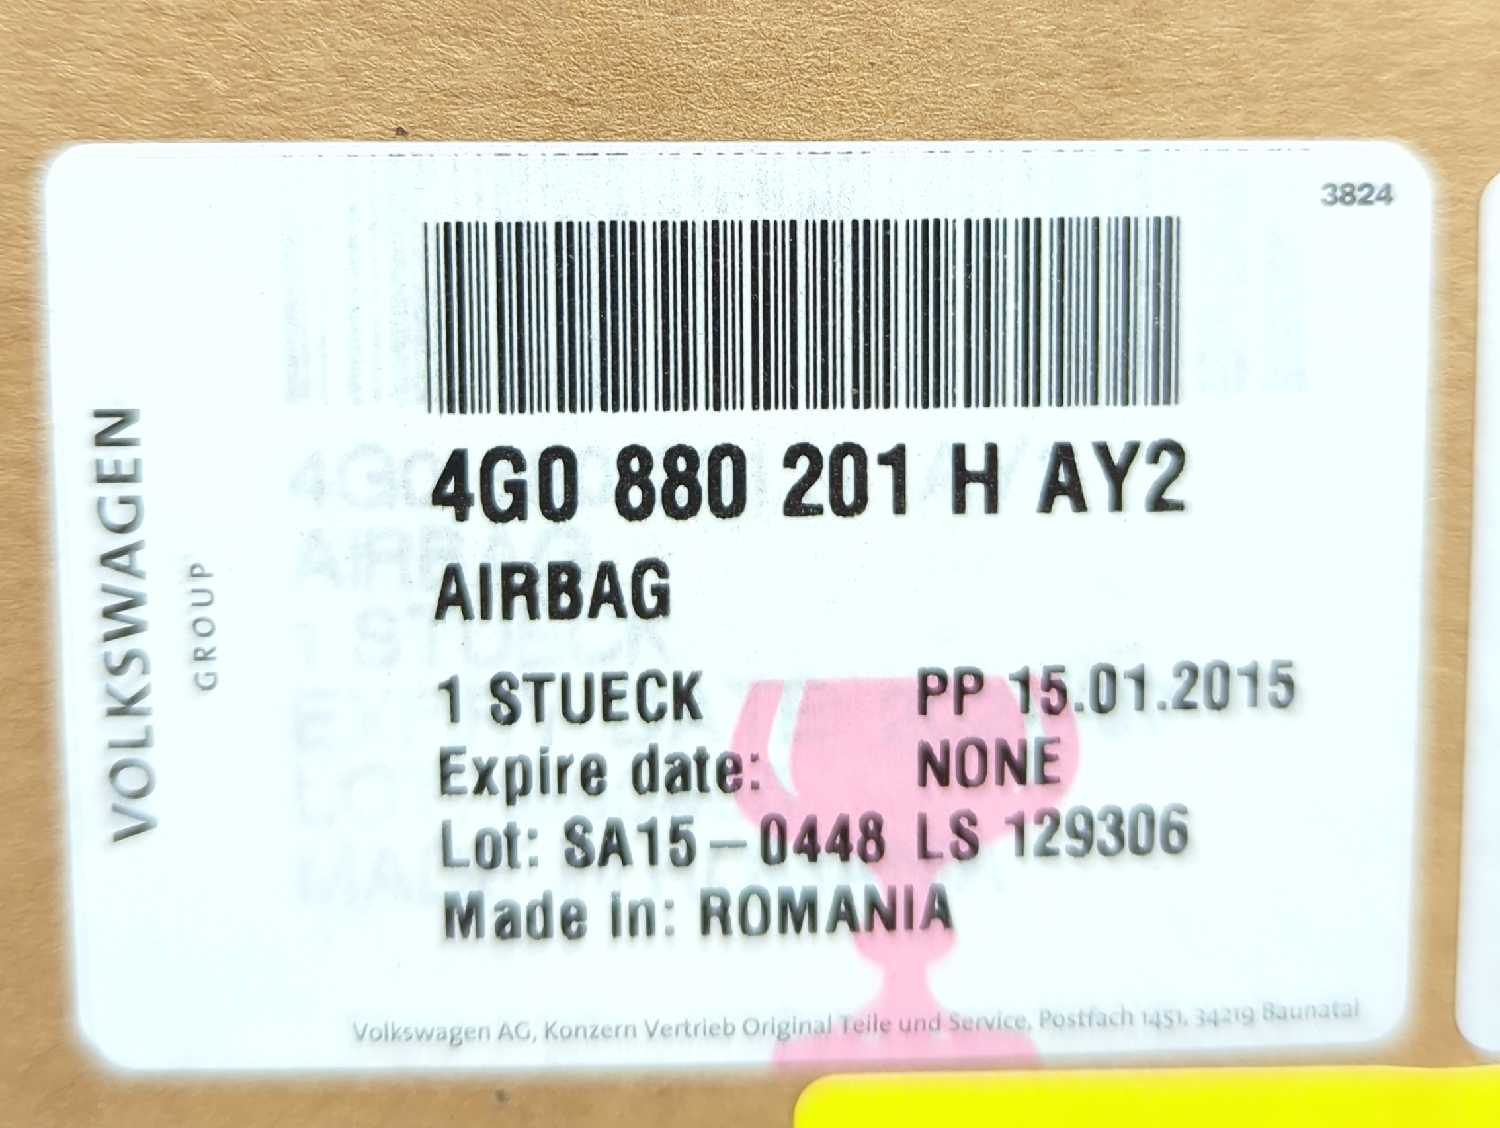 3824
4G0 880 201 H AY2
AIRBAG
1 STUECK PP 15.01.2015
Expire date: NONE
Lot: SA15-0448 LS 129306
Made in: ROMANIA
Volkswagen AG, Konzern Vertrieb Original Teile und Service, Postfach 1451, 34219 Baunatal
VOLKSWAGEN
GROUP